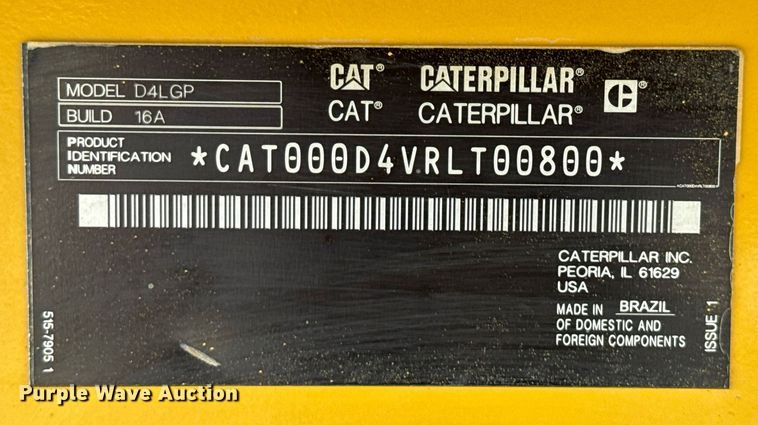 MODEL D4LGP
BUILD 16A
CAT® CATERPILLAR®
CAT® CATERPILLAR® C
PRODUCT IDENTIFICATION NUMBER
*CAT000D4VRLT00800*
*CAT000D4VRLT00800*
CATERPILLAR INC.
PEORIA, IL 61629
USA
MADE IN BRAZIL
OF DOMESTIC AND
FOREIGN COMPONENTS
ISSUE 1
515-7905 1
Purple Wave Auction